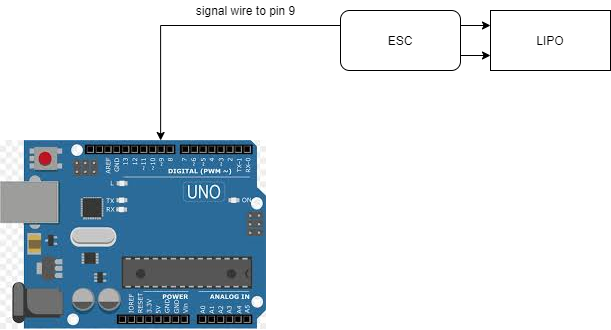 signal wire to pin 9
ESC
LIPO
AREF
GND
13
12
~11
~10
~9
8
7
~6
~5
4
~3
2
TX-1
RX-0
DIGITAL (PWM ~)
L
UNO
TX
RX
ON
POWER
ANALOG IN
IOREF
RESET
3.3V
5V
GND
GND
Vin
A0
A1
A2
A3
A4
A5